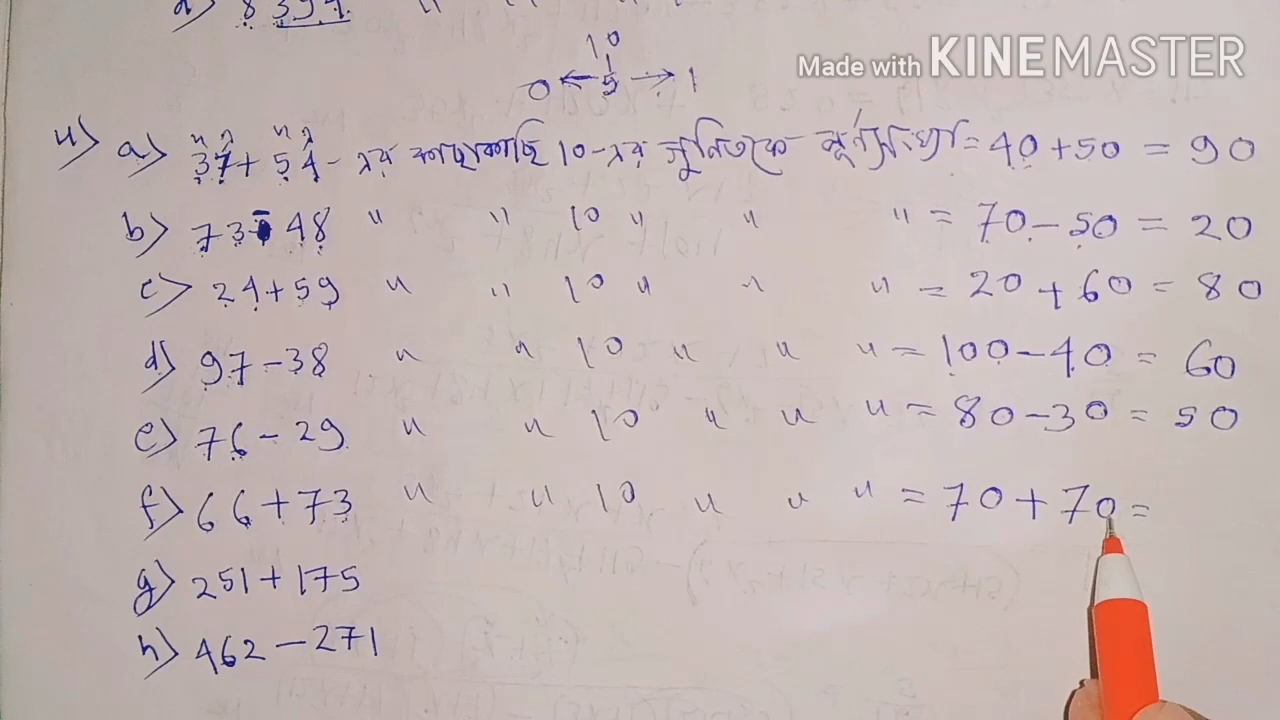 d) 8397 " "
Made with KINEMASTER
10
0 ← 5 → 1
4) a) 37 + 54 - এর কাছাকাছি 10-এর গুণিতকে পূর্ণসংখ্যা = 40 + 50 = 90
b) 73 - 48 " " 10 " " " = 70 - 50 = 20
c) 24 + 59 " " 10 " " " = 20 + 60 = 80
d) 97 - 38 " " 10 " " " = 100 - 40 = 60
e) 76 - 29 " " 10 " " " = 80 - 30 = 50
f) 66 + 73 " " 10 " " " = 70 + 70 =
g) 251 + 175
h) 462 - 271